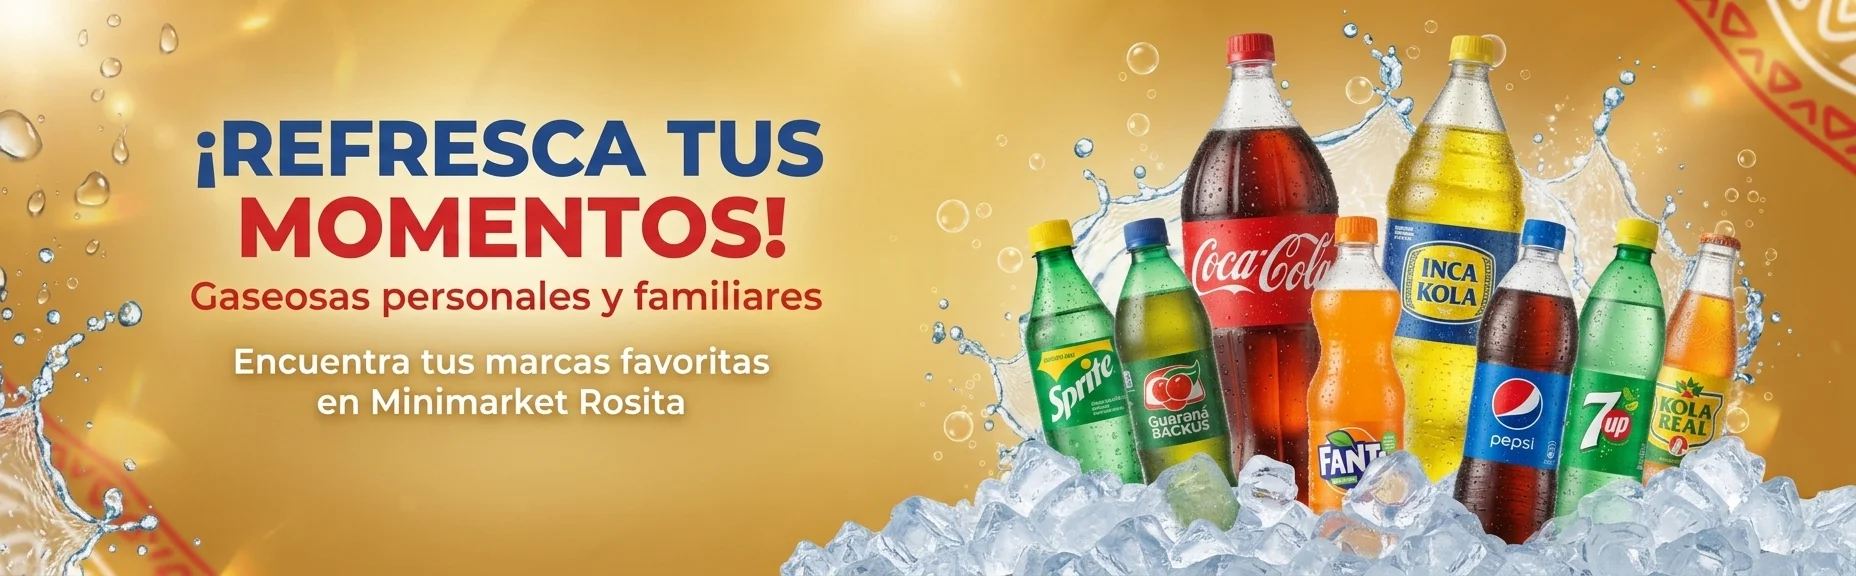 ¡REFRESCA TUS
MOMENTOS!
Gaseosas personales y familiares
Encuentra tus marcas favoritas
en Minimarket Rosita
Sprite
Guaraná
BACKUS
Coca-Cola
FANT
INCA
KOLA
pepsi
7up
KOLA
REAL